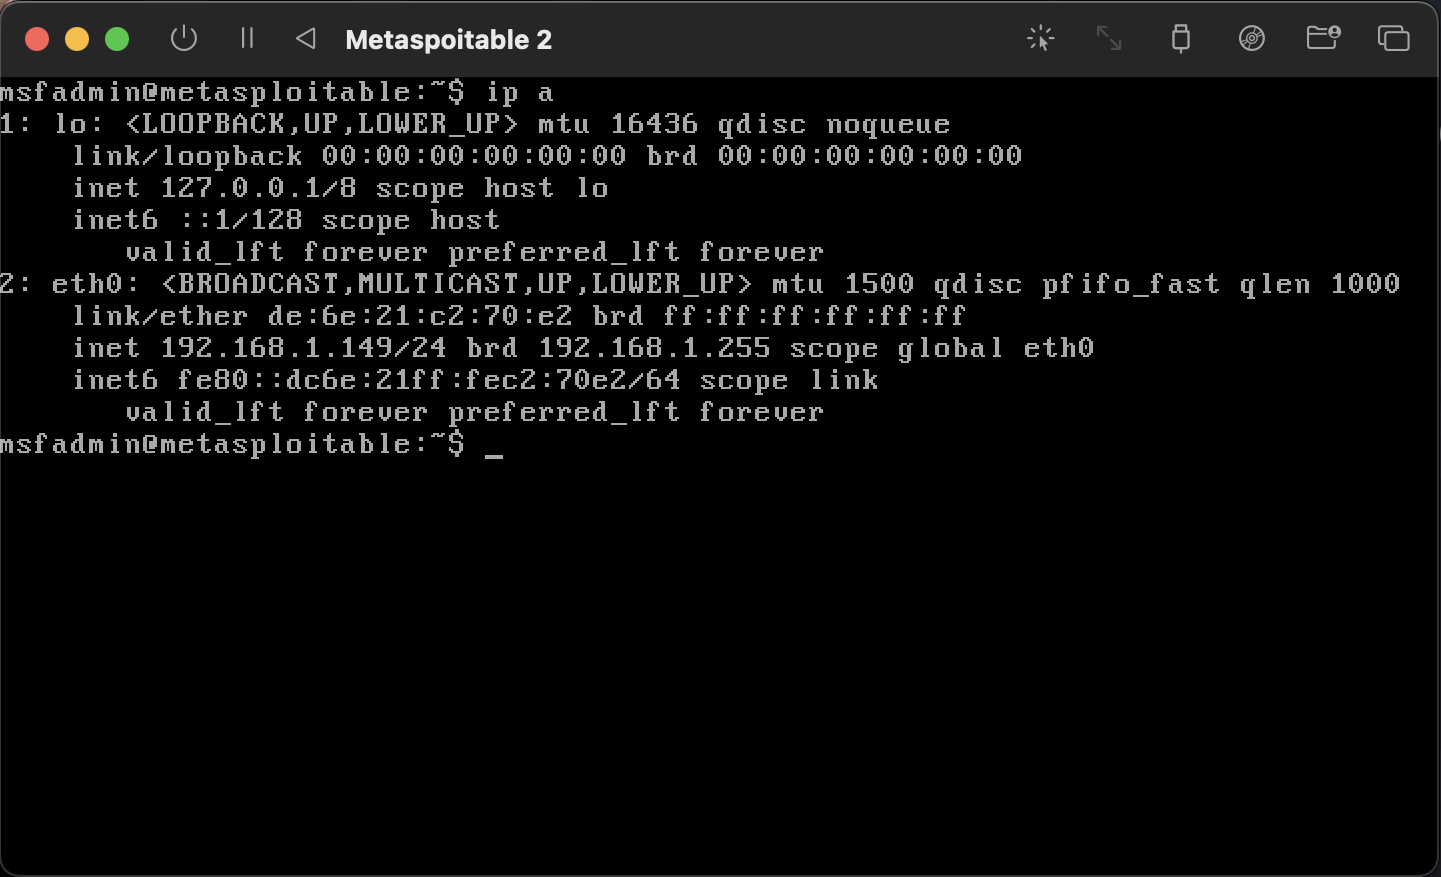 Metaspoitable 2
msfadmin@metasploitable:~$ ip a
1: lo: <LOOPBACK,UP,LOWER_UP> mtu 16436 qdisc noqueue
    link/loopback 00:00:00:00:00:00 brd 00:00:00:00:00:00
    inet 127.0.0.1/8 scope host lo
    inet6 ::1/128 scope host
       valid_lft forever preferred_lft forever
2: eth0: <BROADCAST,MULTICAST,UP,LOWER_UP> mtu 1500 qdisc pfifo_fast qlen 1000
    link/ether de:6e:21:c2:70:e2 brd ff:ff:ff:ff:ff:ff
    inet 192.168.1.149/24 brd 192.168.1.255 scope global eth0
    inet6 fe80::dc6e:21ff:fec2:70e2/64 scope link
       valid_lft forever preferred_lft forever
msfadmin@metasploitable:~$ _